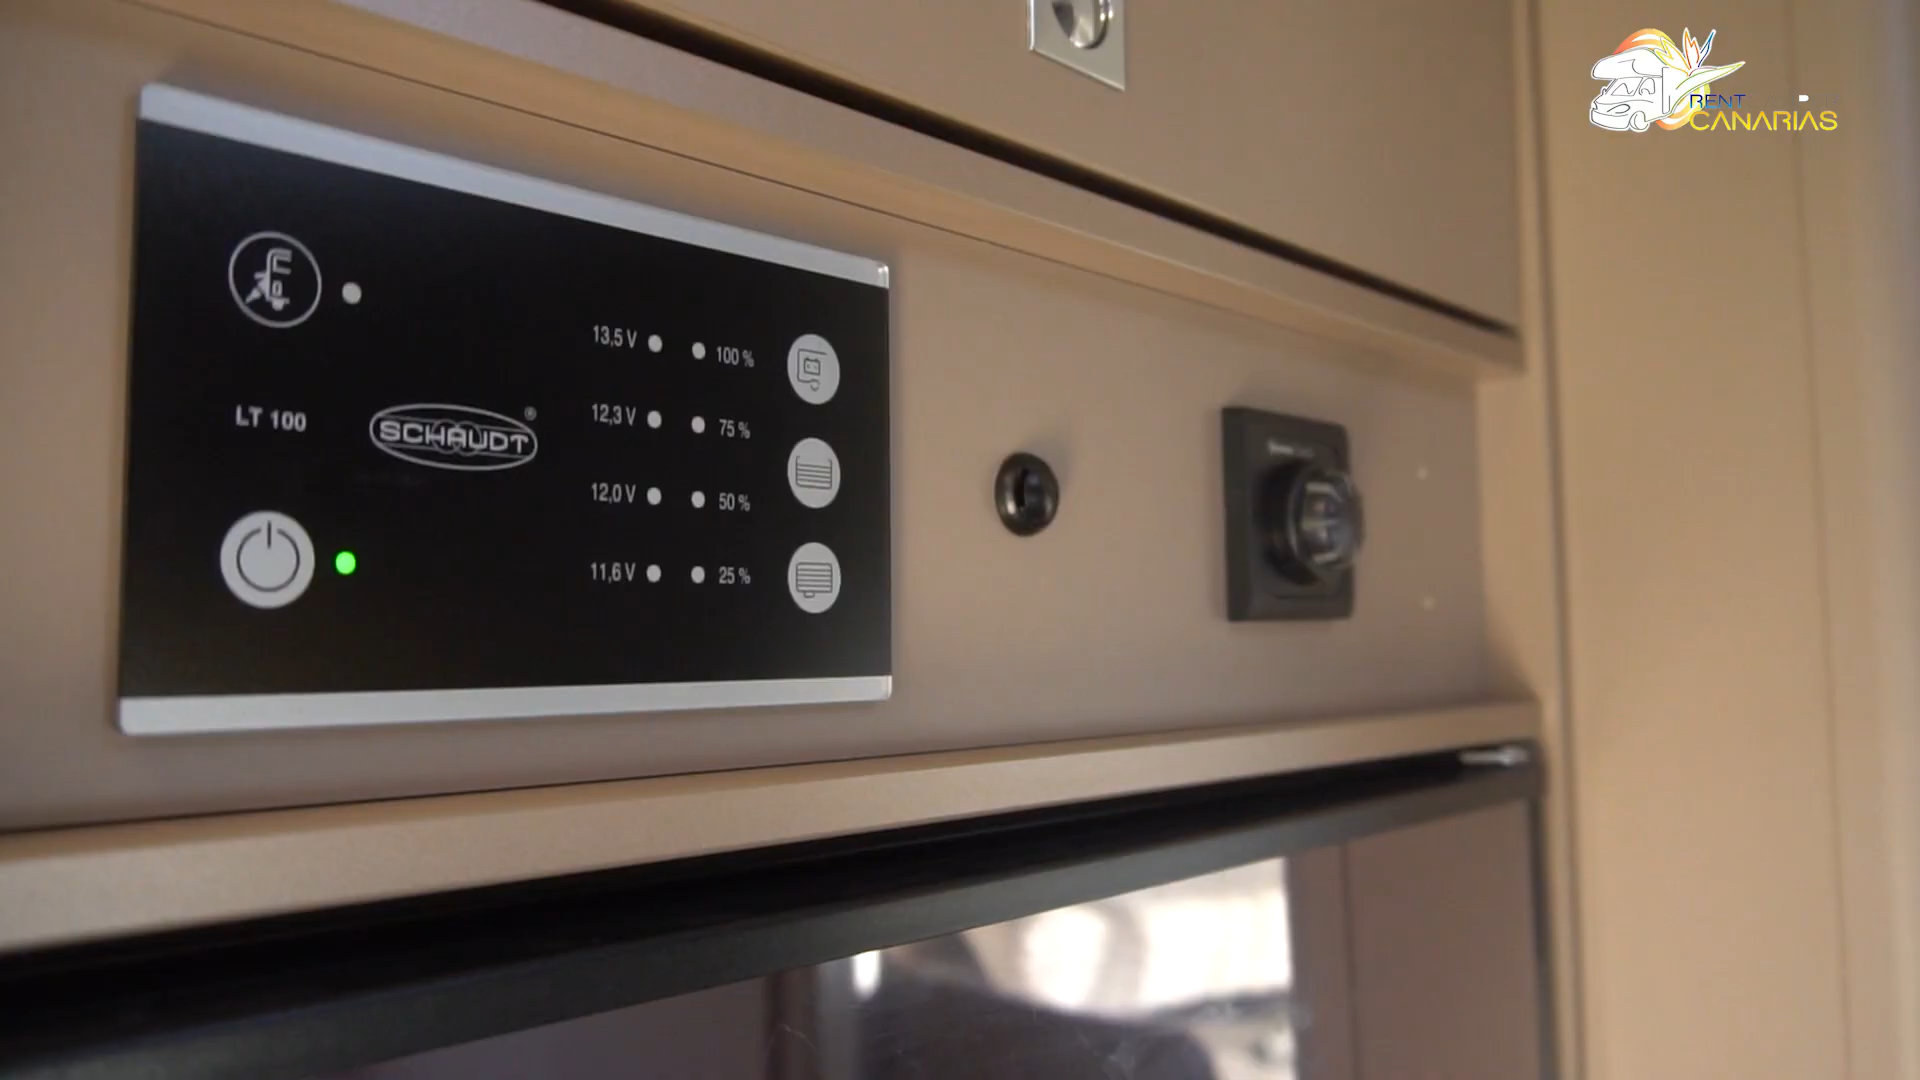 RENT
CANARIAS
13,5 V
100 %
12,3 V
75 %
LT 100
SCHAUDT®
12,0 V
50 %
11,6 V
25 %